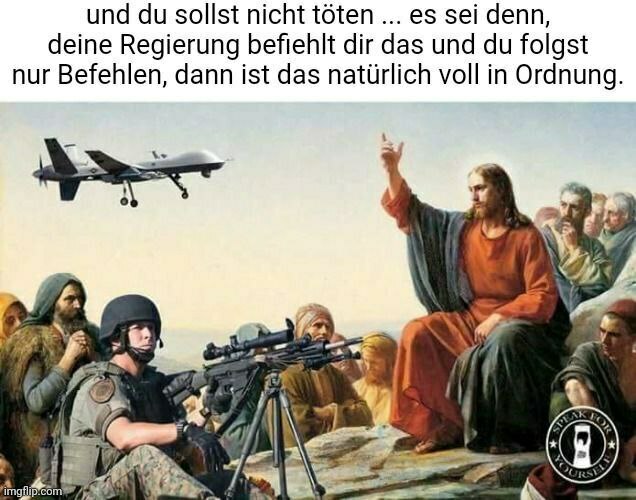 und du sollst nicht töten ... es sei denn,
deine Regierung befiehlt dir das und du folgst
nur Befehlen, dann ist das natürlich voll in Ordnung.
SPEAK FOR
YOURSELF
imgflip.com